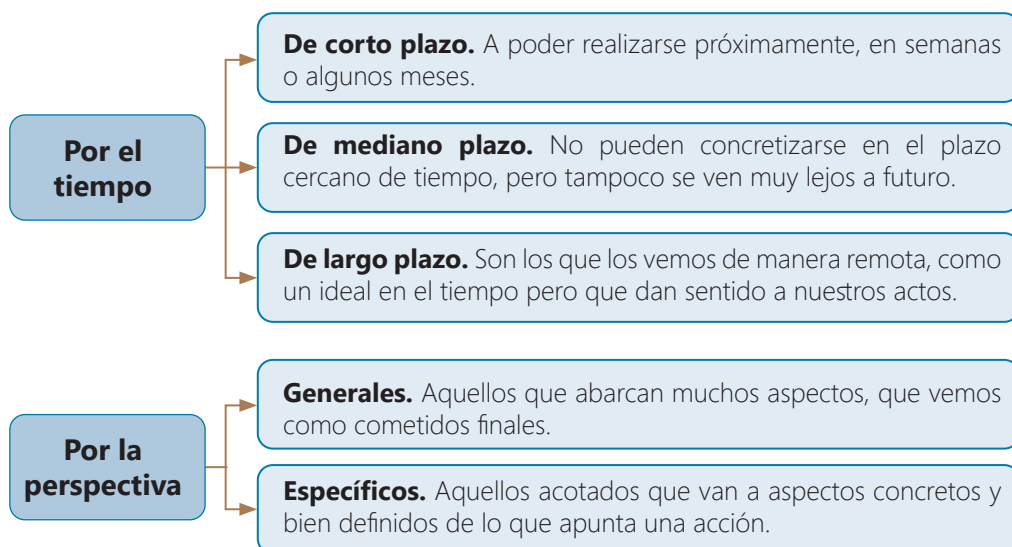 De corto plazo. A poder realizarse próximamente, en semanas
o algunos meses.
Por el
tiempo
De mediano plazo. No pueden concretizarse en el plazo
cercano de tiempo, pero tampoco se ven muy lejos a futuro.
De largo plazo. Son los que los vemos de manera remota, como
un ideal en el tiempo pero que dan sentido a nuestros actos.
Por la
perspectiva
Generales. Aquellos que abarcan muchos aspectos, que vemos
como cometidos finales.
Específicos. Aquellos acotados que van a aspectos concretos y
bien definidos de lo que apunta una acción.